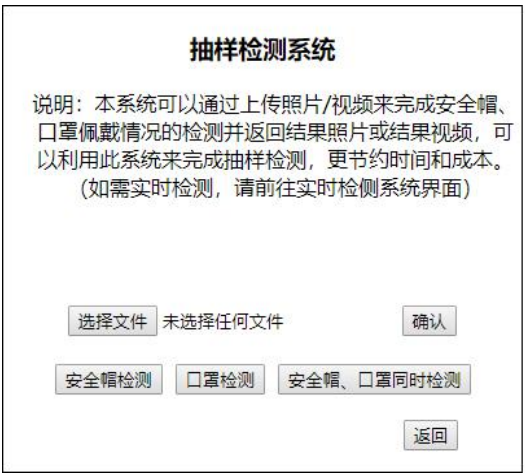 抽样检测系统
说明：本系统可以通过上传照片/视频来完成安全帽、
口罩佩戴情况的检测并返回结果照片或结果视频，可
以利用此系统来完成抽样检测，更节约时间和成本。
（如需实时检测，请前往实时检侧系统界面）
选择文件 未选择任何文件 确认
安全帽检测 口罩检测 安全帽、口罩同时检测
返回